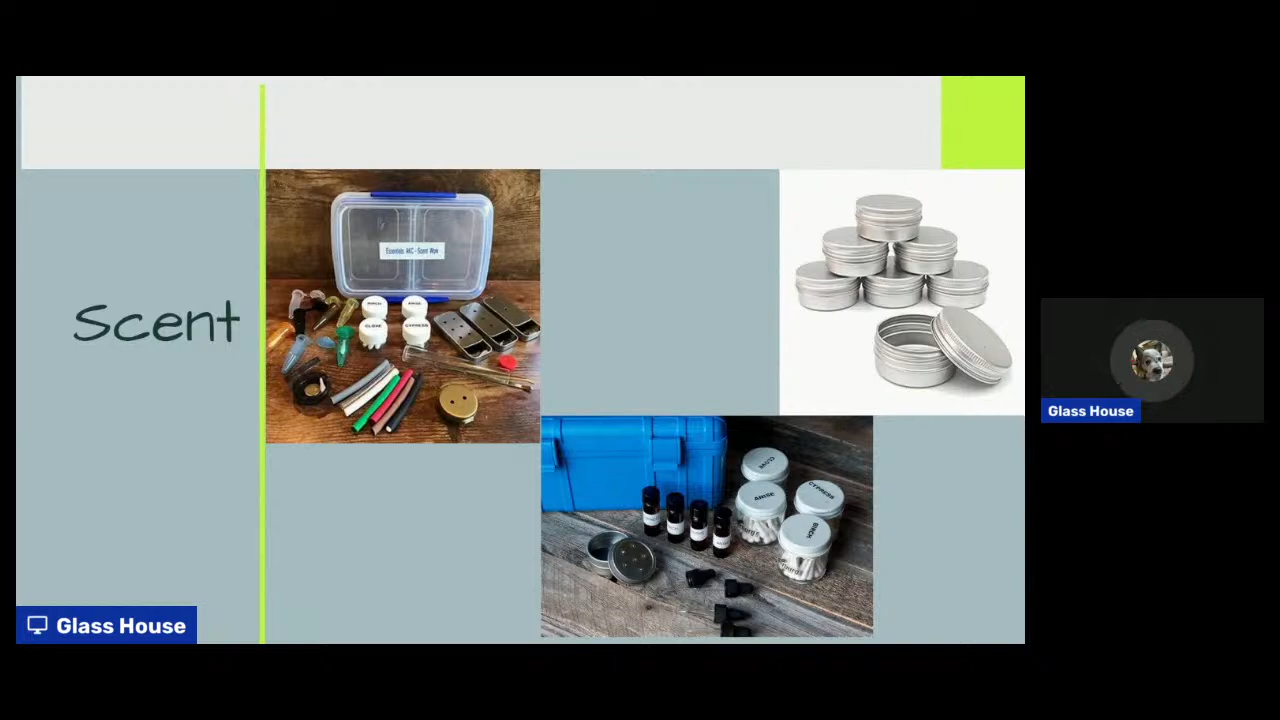 Scent
Essentials AKC - Scent Work
BIRCH
ANISE
CLOVE
CYPRESS
CLOVE
ANISE
CYPRESS
BIRCH
Glass House
Glass House